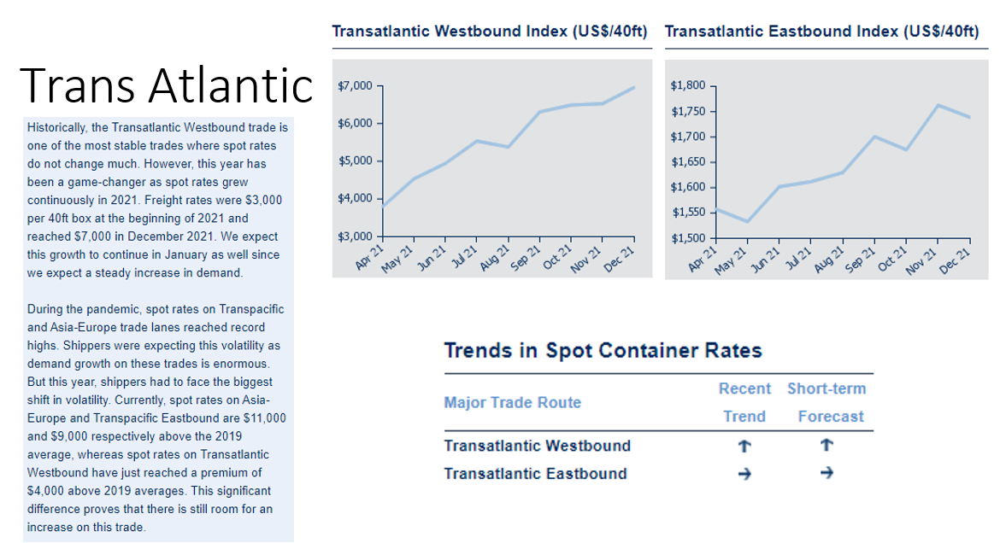 Trans Atlantic
Historically, the Transatlantic Westbound trade is
one of the most stable trades where spot rates
do not change much. However, this year has
been a game-changer as spot rates grew
continuously in 2021. Freight rates were $3,000
per 40ft box at the beginning of 2021 and
reached $7,000 in December 2021. We expect
this growth to continue in January as well since
we expect a steady increase in demand.
During the pandemic, spot rates on Transpacific
and Asia-Europe trade lanes reached record
highs. Shippers were expecting this volatility as
demand growth on these trades is enormous.
But this year, shippers had to face the biggest
shift in volatility. Currently, spot rates on Asia-
Europe and Transpacific Eastbound are $11,000
and $9,000 respectively above the 2019
average, whereas spot rates on Transatlantic
Westbound have just reached a premium of
$4,000 above 2019 averages. This significant
difference proves that there is still room for an
increase on this trade.
Transatlantic Westbound Index (US$/40ft)
$7,000
$6,000
$5,000
$4,000
$3,000
Apr 21 May 21 Jun 21 Jul 21 Aug 21 Sep 21 Oct 21 Nov 21 Dec 21
Transatlantic Eastbound Index (US$/40ft)
$1,800
$1,750
$1,700
$1,650
$1,600
$1,550
$1,500
Apr 21 May 21 Jun 21 Jul 21 Aug 21 Sep 21 Oct 21 Nov 21 Dec 21
Trends in Spot Container Rates
Major Trade Route Recent Trend Short-term Forecast
Transatlantic Westbound ↑ ↑
Transatlantic Eastbound → →